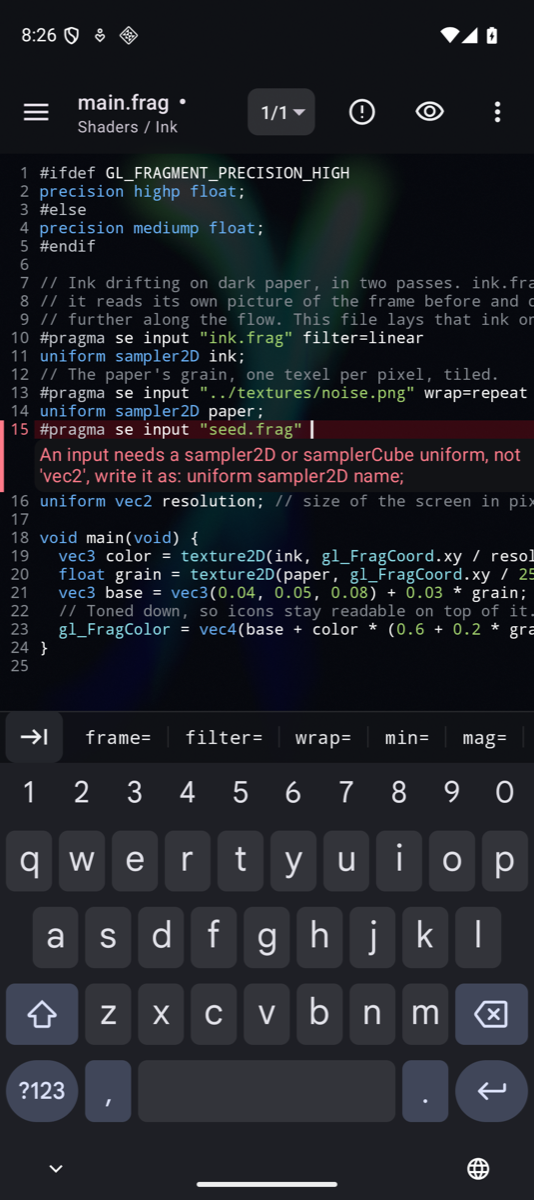 8:26
main.frag •
Shaders / Ink
1/1
1 #ifdef GL_FRAGMENT_PRECISION_HIGH
2 precision highp float;
3 #else
4 precision mediump float;
5 #endif
6
7 // Ink drifting on dark paper, in two passes. ink.fra
8 // it reads its own picture of the frame before and
9 // further along the flow. This file lays that ink on
10 #pragma se input "ink.frag" filter=linear
11 uniform sampler2D ink;
12 // The paper's grain, one texel per pixel, tiled.
13 #pragma se input "../textures/noise.png" wrap=repeat
14 uniform sampler2D paper;
15 #pragma se input "seed.frag"
An input needs a sampler2D or samplerCube uniform, not
'vec2', write it as: uniform sampler2D name;
16 uniform vec2 resolution; // size of the screen in pix
17
18 void main(void) {
19 vec3 color = texture2D(ink, gl_FragCoord.xy / resol
20 float grain = texture2D(paper, gl_FragCoord.xy / 25
21 vec3 base = vec3(0.04, 0.05, 0.08) + 0.03 * grain;
22 // Toned down, so icons stay readable on top of it.
23 gl_FragColor = vec4(base + color * (0.6 + 0.2 * gra
24 }
25
frame= filter= wrap= min= mag=
1 2 3 4 5 6 7 8 9 0
q w e r t y u i o p
a s d f g h j k l
z x c v b n m
?123 , .